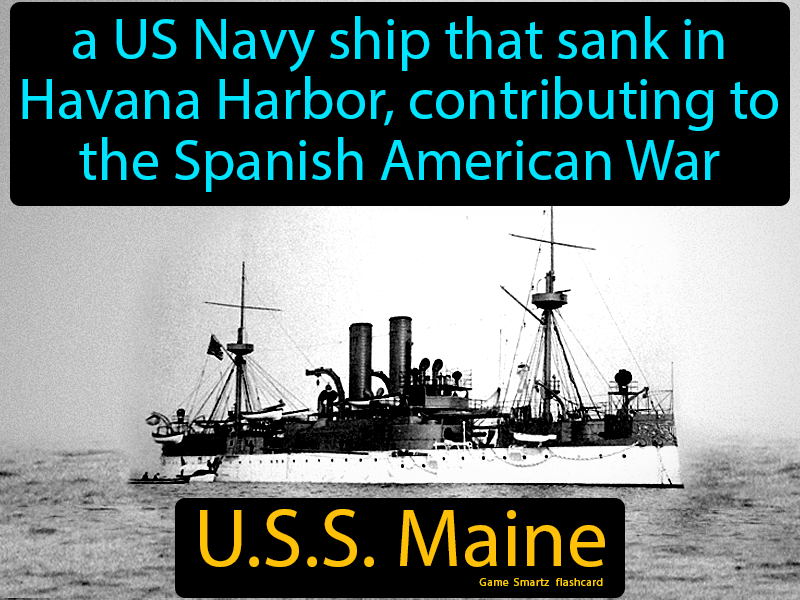 a US Navy ship that sank in
Havana Harbor, contributing to
the Spanish American War
U.S.S. Maine
Game Smartz flashcard